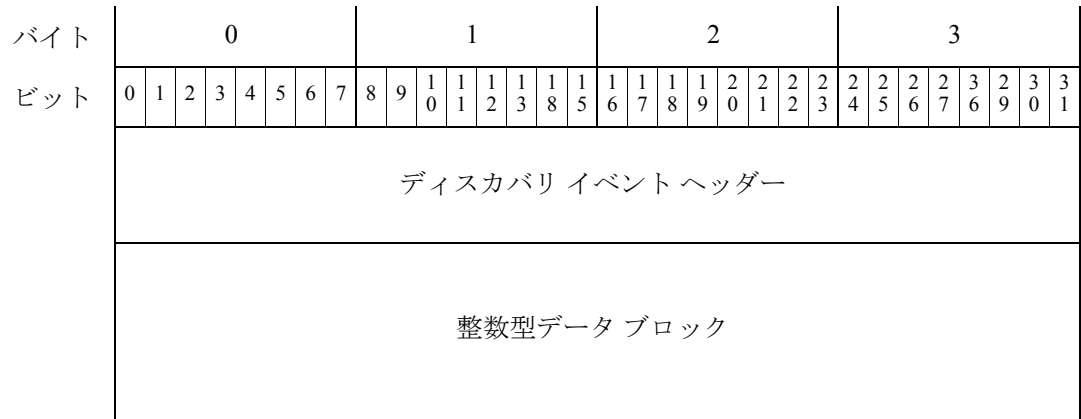 バイト 0 1 2 3
ビット 0 1 2 3 4 5 6 7 8 9 10 11 12 13 18 15 16 17 18 19 20 21 22 23 24 25 26 27 36 29 30 31
ディスカバリ イベント ヘッダー
整数型データ ブロック